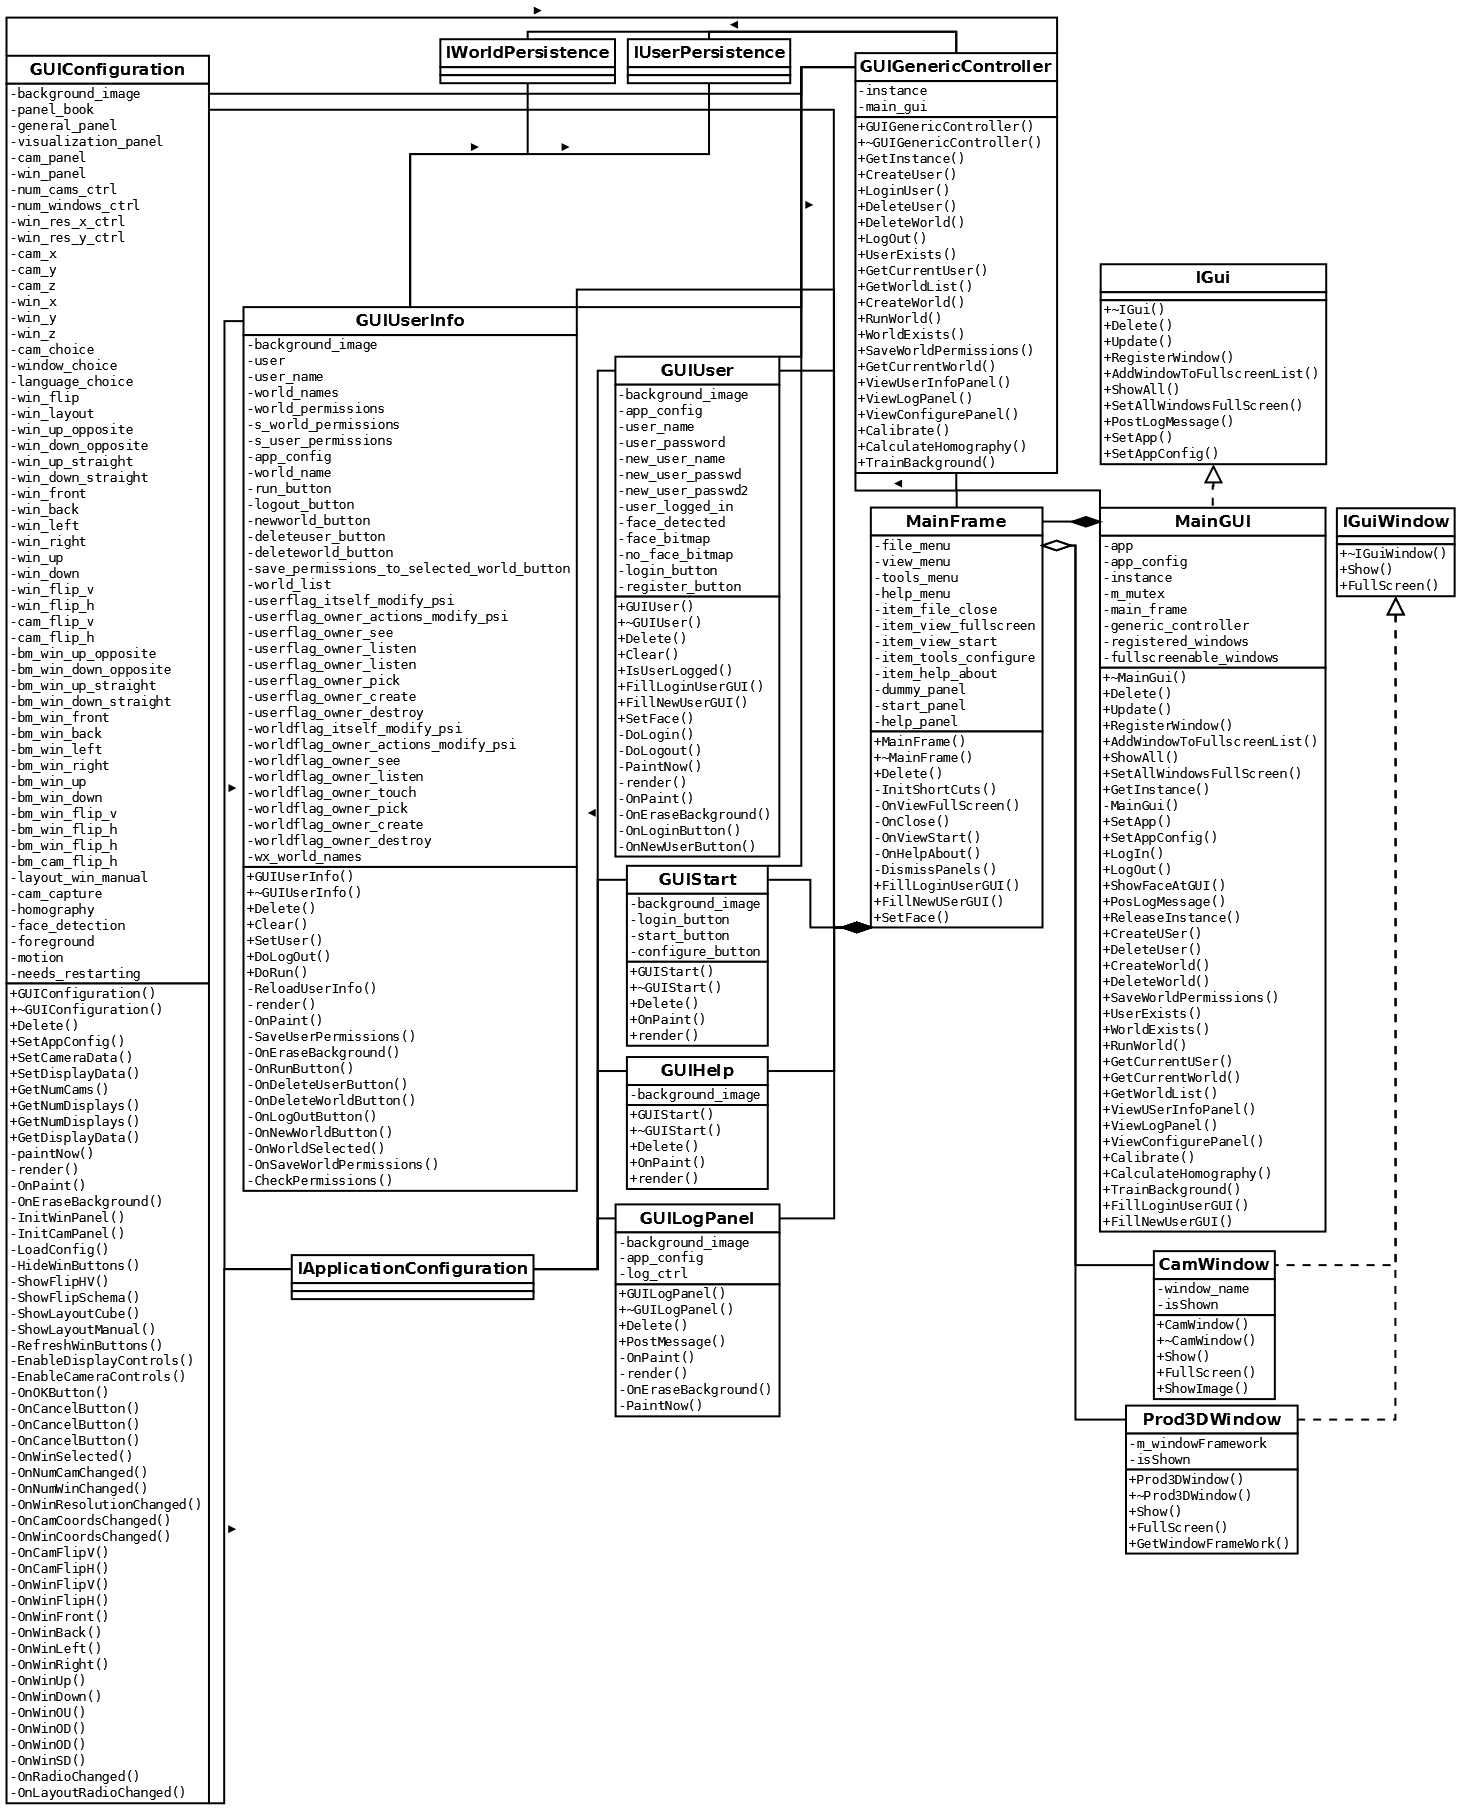 GUIConfiguration
-background_image
-panel_book
-general_panel
-visualization_panel
-cam_panel
-win_panel
-num_cams_ctrl
-num_windows_ctrl
-win_res_x_ctrl
-win_res_y_ctrl
-cam_x
-cam_y
-cam_z
-win_x
-win_y
-win_z
-cam_choice
-window_choice
-language_choice
-win_flip
-win_layout
-win_up_opposite
-win_down_opposite
-win_up_straight
-win_down_straight
-win_front
-win_back
-win_left
-win_right
-win_up
-win_down
-win_flip_v
-win_flip_h
-cam_flip_v
-cam_flip_h
-bm_win_up_opposite
-bm_win_down_opposite
-bm_win_up_straight
-bm_win_down_straight
-bm_win_front
-bm_win_back
-bm_win_left
-bm_win_right
-bm_win_up
-bm_win_down
-bm_win_flip_v
-bm_win_flip_h
-bm_win_flip_h
-bm_cam_flip_h
-layout_win_manual
-cam_capture
-homography
-face_detection
-foreground
-motion
-needs_restarting
+GUIConfiguration()
+~GUIConfiguration()
+Delete()
+SetAppConfig()
+SetCameraData()
+SetDisplayData()
+GetNumCams()
+GetNumDisplays()
+GetNumDisplays()
+GetDisplayData()
-paintNow()
-render()
-OnPaint()
-OnEraseBackground()
-InitWinPanel()
-InitCamPanel()
-LoadConfig()
-HideWinButtons()
-ShowFlipHV()
-ShowFlipSchema()
-ShowLayoutCube()
-ShowLayoutManual()
-RefreshWinButtons()
-EnableDisplayControls()
-EnableCameraControls()
-OnOKButton()
-OnCancelButton()
-OnCancelButton()
-OnCancelButton()
-OnWinSelected()
-OnNumCamChanged()
-OnNumWinChanged()
-OnWinResolutionChanged()
-OnCamCoordsChanged()
-OnWinCoordsChanged()
-OnCamFlipV()
-OnCamFlipH()
-OnWinFlipV()
-OnWinFlipH()
-OnWinFront()
-OnWinBack()
-OnWinLeft()
-OnWinRight()
-OnWinUp()
-OnWinDown()
-OnWinOU()
-OnWinOD()
-OnWinOD()
-OnWinSD()
-OnRadioChanged()
-OnLayoutRadioChanged()
IWorldPersistence
IUserPersistence
GUIUserInfo
-background_image
-user
-user_name
-world_names
-world_permissions
-s_world_permissions
-s_user_permissions
-app_config
-world_name
-run_button
-logout_button
-newworld_button
-deleteuser_button
-deleteworld_button
-save_permissions_to_selected_world_button
-world_list
-userflag_itself_modify_psi
-userflag_owner_actions_modify_psi
-userflag_owner_see
-userflag_owner_listen
-userflag_owner_listen
-userflag_owner_pick
-userflag_owner_create
-userflag_owner_destroy
-worldflag_itself_modify_psi
-worldflag_owner_actions_modify_psi
-worldflag_owner_see
-worldflag_owner_listen
-worldflag_owner_touch
-worldflag_owner_pick
-worldflag_owner_create
-worldflag_owner_destroy
-wx_world_names
+GUIUserInfo()
+~GUIUserInfo()
+Delete()
+Clear()
+SetUser()
+DoLogOut()
+DoRun()
-ReloadUserInfo()
-render()
-OnPaint()
-SaveUserPermissions()
-OnEraseBackground()
-OnRunButton()
-OnDeleteUserButton()
-OnDeleteWorldButton()
-OnLogOutButton()
-OnNewWorldButton()
-OnWorldSelected()
-OnSaveWorldPermissions()
-CheckPermissions()
IApplicationConfiguration
GUIUser
-background_image
-app_config
-user_name
-user_password
-new_user_name
-new_user_passwd
-new_user_passwd2
-user_logged_in
-face_detected
-face_bitmap
-no_face_bitmap
-login_button
-register_button
+GUIUser()
+~GUIUser()
+Delete()
+Clear()
+IsUserLogged()
+FillLoginUserGUI()
+FillNewUserGUI()
+SetFace()
-DoLogin()
-DoLogout()
-PaintNow()
-render()
-OnPaint()
-OnEraseBackground()
-OnLoginButton()
-OnNewUserButton()
GUIStart
-background_image
-login_button
-start_button
-configure_button
+GUIStart()
+~GUIStart()
+Delete()
+OnPaint()
+render()
GUIHelp
-background_image
+GUIStart()
+~GUIStart()
+Delete()
+OnPaint()
+render()
GUILogPanel
-background_image
-app_config
-log_ctrl
+GUILogPanel()
+~GUILogPanel()
+Delete()
+PostMessage()
-OnPaint()
-render()
-OnEraseBackground()
-PaintNow()
GUIGenericController
-instance
-main_gui
+GUIGenericController()
+~GUIGenericController()
+GetInstance()
+CreateUser()
+LoginUser()
+DeleteUser()
+DeleteWorld()
+LogOut()
+UserExists()
+GetCurrentUser()
+GetWorldList()
+CreateWorld()
+RunWorld()
+WorldExists()
+SaveWorldPermissions()
+GetCurrentWorld()
+ViewUserInfoPanel()
+ViewLogPanel()
+ViewConfigurePanel()
+Calibrate()
+CalculateHomography()
+TrainBackground()
MainFrame
-file_menu
-view_menu
-tools_menu
-help_menu
-item_file_close
-item_view_fullscreen
-item_view_start
-item_tools_configure
-item_help_about
-dummy_panel
-start_panel
-help_panel
+MainFrame()
+~MainFrame()
+Delete()
-InitShortCuts()
-OnViewFullScreen()
-OnClose()
-OnViewStart()
-OnHelpAbout()
-DismissPanels()
+FillLoginUserGUI()
+FillNewUSerGUI()
+SetFace()
IGui
+~IGui()
+Delete()
+Update()
+RegisterWindow()
+AddWindowToFullscreenList()
+ShowAll()
+SetAllWindowsFullScreen()
+PostLogMessage()
+SetApp()
+SetAppConfig()
MainGUI
-app
-app_config
-instance
-m_mutex
-main_frame
-generic_controller
-registered_windows
-fullscreenable_windows
+~MainGui()
+Delete()
+Update()
+RegisterWindow()
+AddWindowToFullscreenList()
+ShowAll()
+SetAllWindowsFullScreen()
+GetInstance()
-MainGui()
+SetApp()
+SetAppConfig()
+LogIn()
+LogOut()
+ShowFaceAtGUI()
+PosLogMessage()
+ReleaseInstance()
+CreateUSer()
+DeleteUser()
+CreateWorld()
+DeleteWorld()
+SaveWorldPermissions()
+UserExists()
+WorldExists()
+RunWorld()
+GetCurrentUSer()
+GetCurrentWorld()
+GetWorldList()
+ViewUSerInfoPanel()
+ViewLogPanel()
+ViewConfigurePanel()
+Calibrate()
+CalculateHomography()
+TrainBackground()
+FillLoginUserGUI()
+FillNewUserGUI()
IGuiWindow
+~IGuiWindow()
+Show()
+FullScreen()
CamWindow
-window_name
-isShown
+CamWindow()
+~CamWindow()
+Show()
+FullScreen()
+ShowImage()
Prod3DWindow
-m_windowFramework
-isShown
+Prod3DWindow()
+~Prod3DWindow()
+Show()
+FullScreen()
+GetWindowFrameWork()